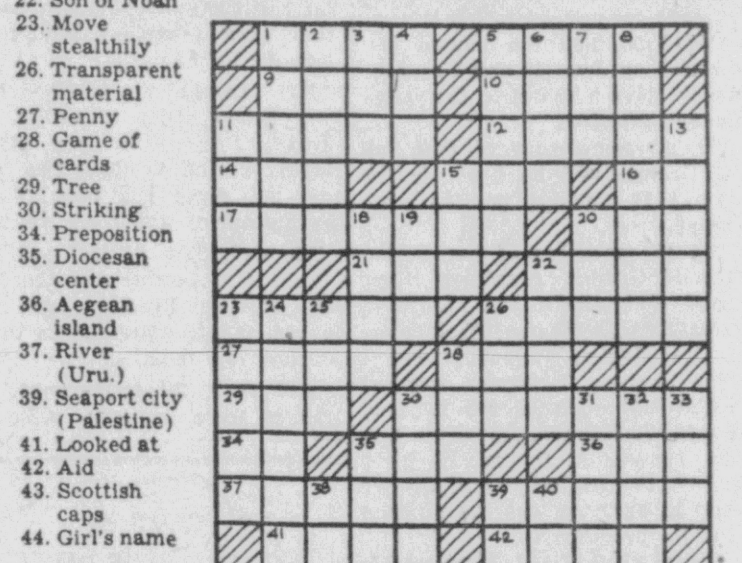 22. Son of Noah
23. Move
stealthily
26. Transparent
material
27. Penny
28. Game of
cards
29. Tree
30. Striking
34. Preposition
35. Diocesan
center
36. Aegean
island
37. River
(Uru.)
39. Seaport city
(Palestine)
41. Looked at
42. Aid
43. Scottish
caps
44. Girl's name
1 2 3 4 5 6 7 8
9 10
11 12 13
14 15 16
17 18 19 20
21 22
23 24 25 26
27 28
29 30 31 32 33
34 35 36
37 38 39 40
41 42